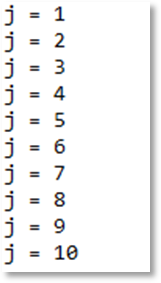 j = 1
j = 2
j = 3
j = 4
j = 5
j = 6
j = 7
j = 8
j = 9
j = 10